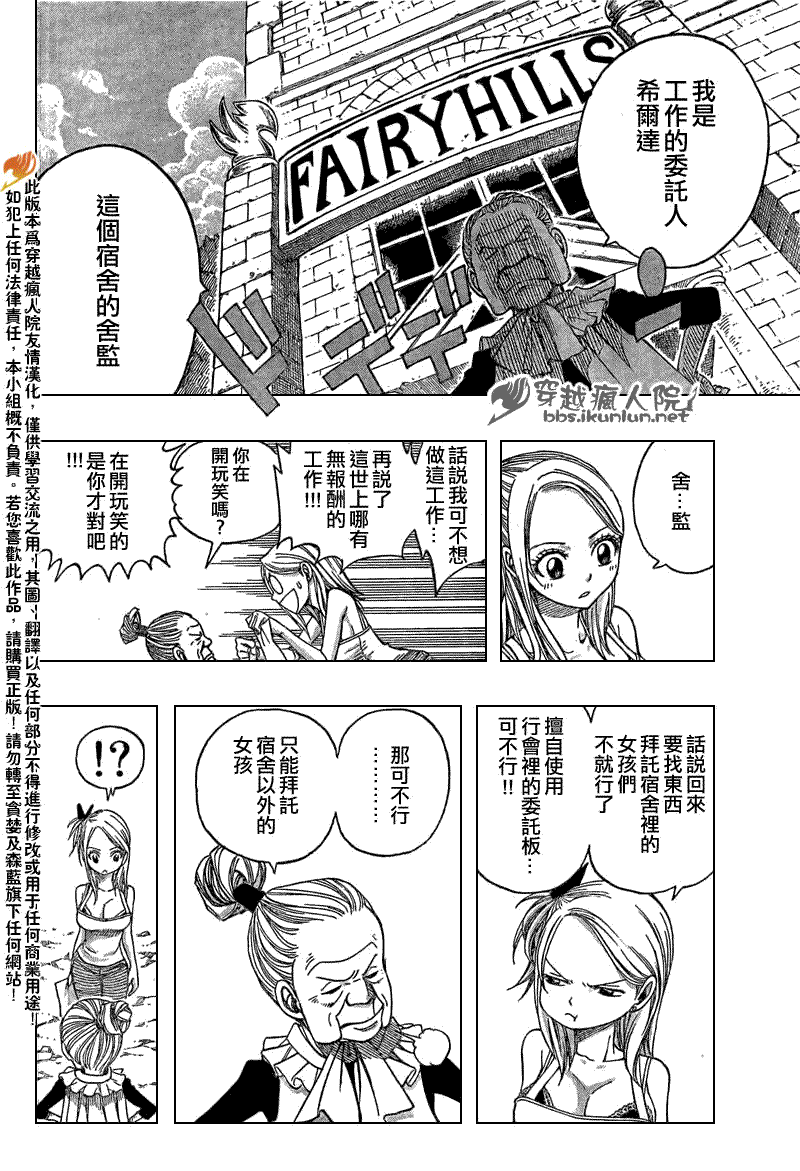 FAIRYHILLS
我是
工作的委託人
希爾達
這個宿舍的舍監
ドデデデン
穿越瘋人院
bbs.ikunlun.net
舍…監
話說我可不想
做這工作…
再說了
這世上哪有
無報酬的
工作!!!
你在
開玩笑嗎?
在開玩笑的
是你才對吧
!!!
話說回來
要找東西
拜託宿舍裡的
女孩們
不就行了
擅自使用
行會裡的委託板…
可不行!!
那可不行
…………
只能拜託
宿舍以外的
女孩
!?
此版本爲穿越瘋人院友情漢化，僅供學習交流之用，其圖、翻譯以及任何部分不得進行修改或用于任何商業用途！
如犯上任何法律責任，本小組概不負責。若您喜歡此作品，請購買正版！請勿轉至貪婪及森藍旗下任何網站！